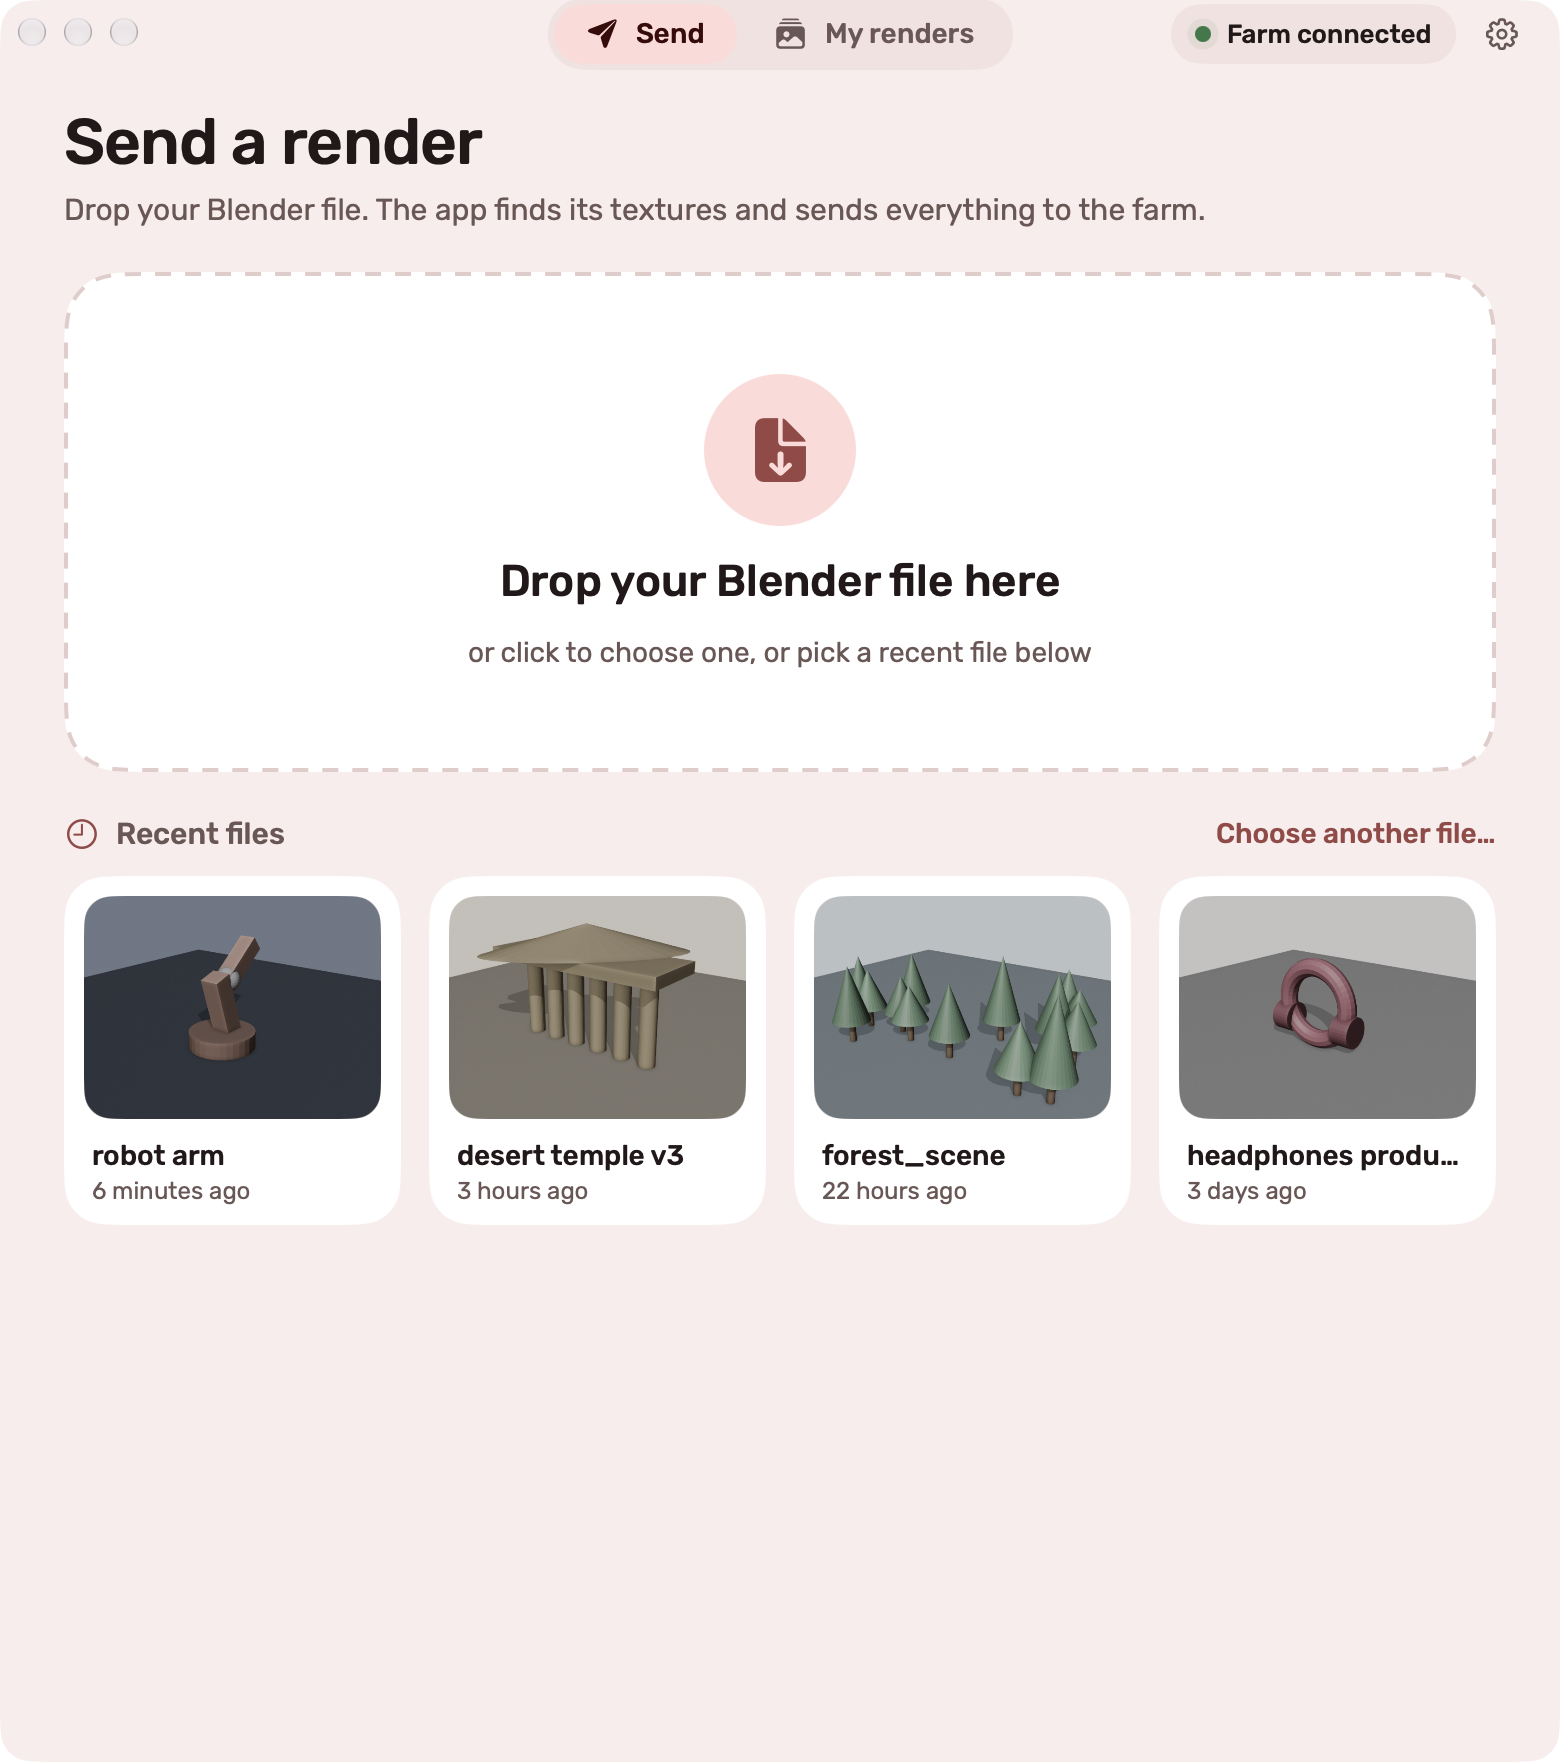 Send
My renders
Farm connected
Send a render
Drop your Blender file. The app finds its textures and sends everything to the farm.
Drop your Blender file here
or click to choose one, or pick a recent file below
Recent files
Choose another file...
robot arm
6 minutes ago
desert temple v3
3 hours ago
forest_scene
22 hours ago
headphones produ...
3 days ago